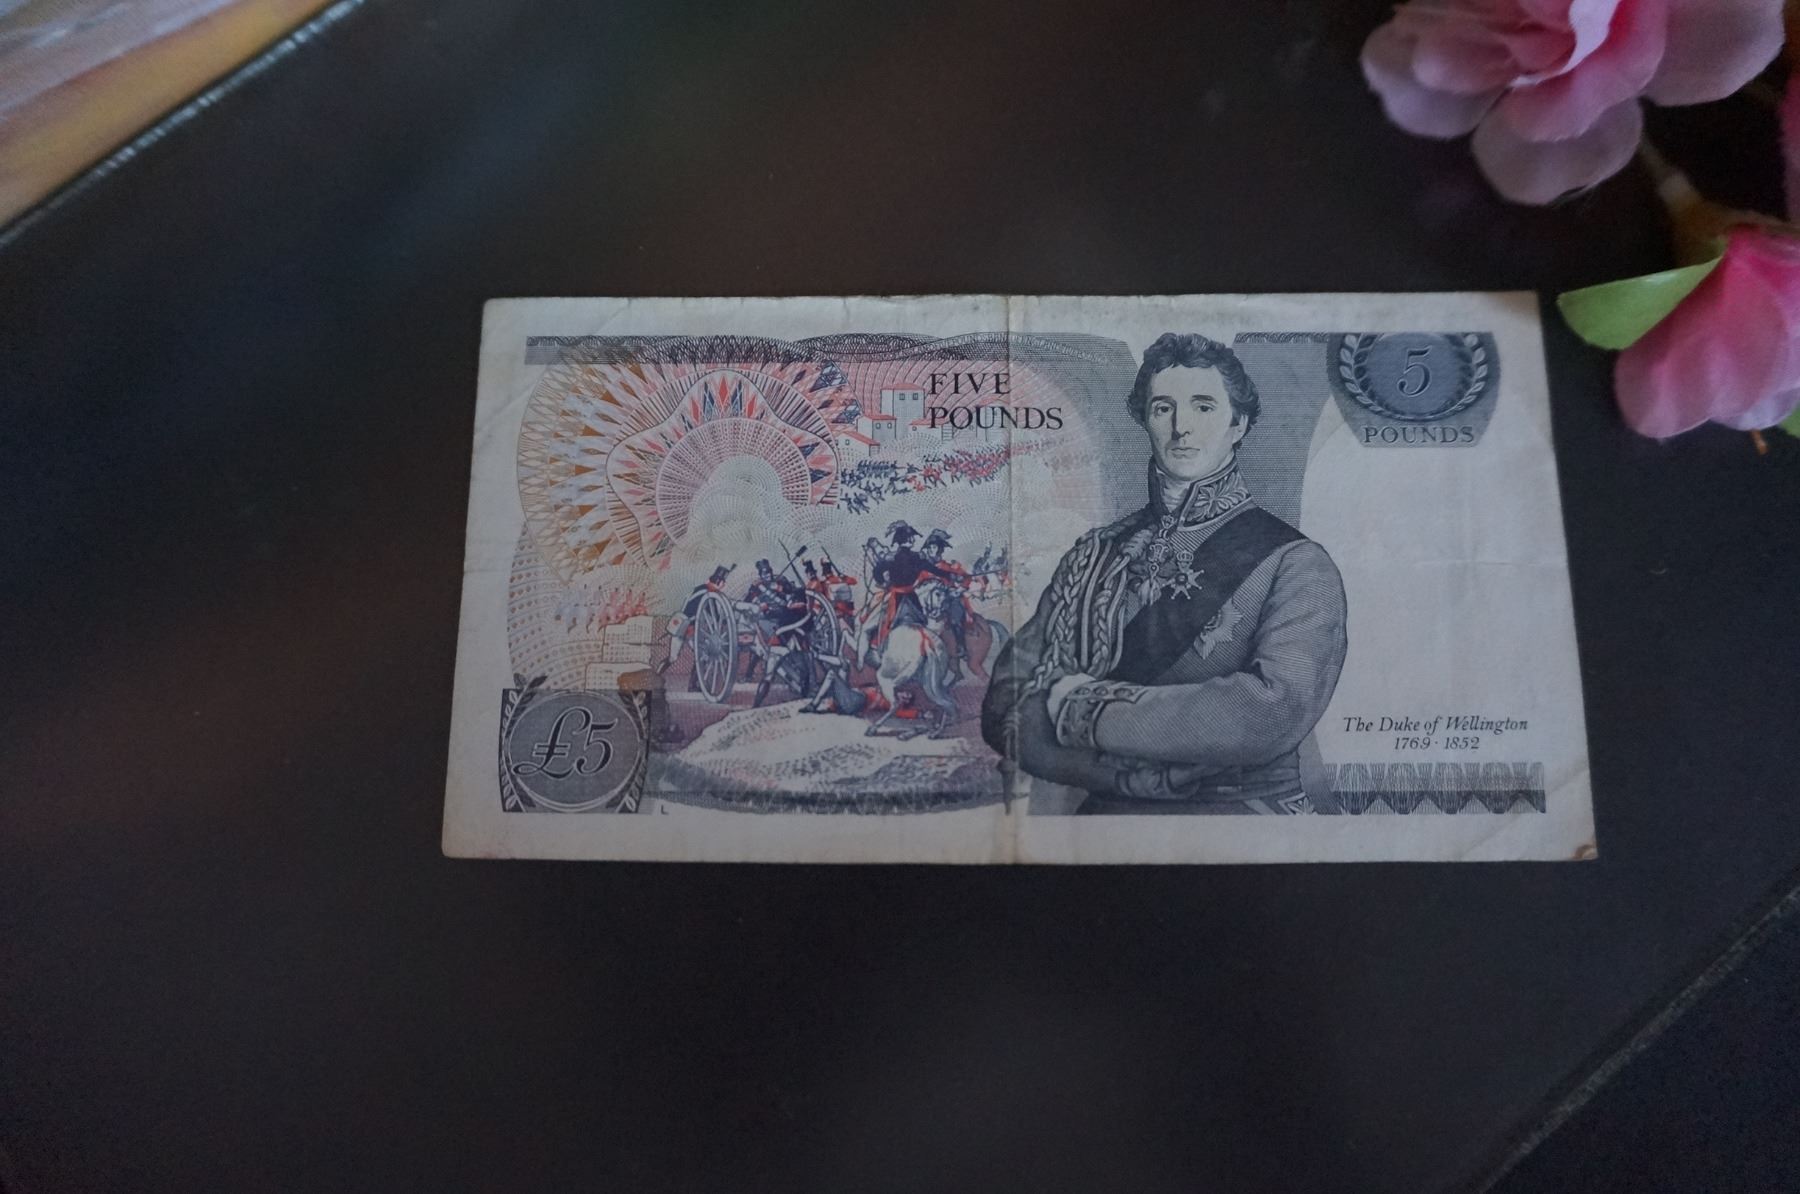 FIVE
POUNDS
5
POUNDS
£5
The Duke of Wellington
1769·1852
L